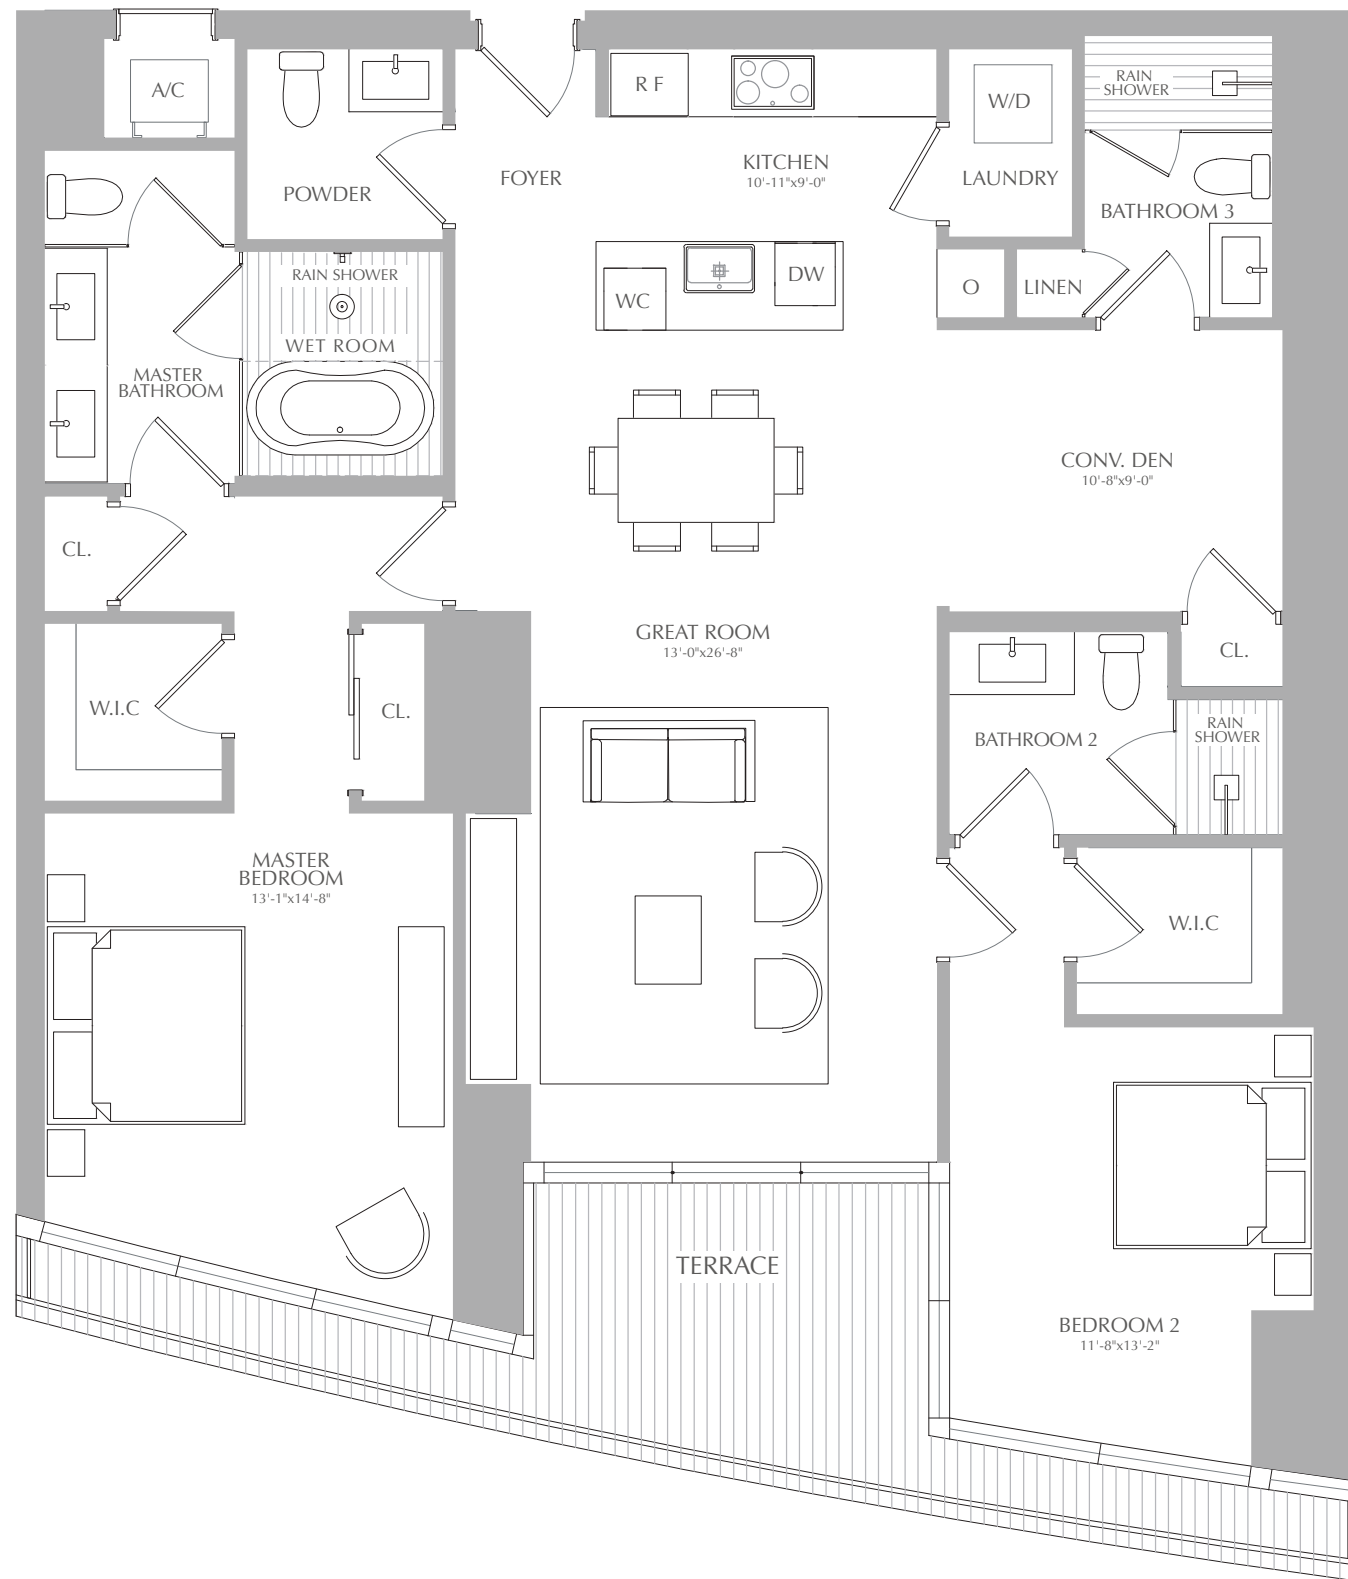 A/C
R F
W/D
RAIN
SHOWER
KITCHEN
10'-11"x9'-0"
FOYER
LAUNDRY
POWDER
BATHROOM 3
RAIN SHOWER
DW
O
LINEN
WC
WET ROOM
MASTER
BATHROOM
CONV. DEN
10'-8"x9'-0"
CL.
GREAT ROOM
13'-0"x26'-8"
CL.
W.I.C
CL.
BATHROOM 2
RAIN
SHOWER
MASTER
BEDROOM
13'-1"x14'-8"
W.I.C
TERRACE
BEDROOM 2
11'-8"x13'-2"